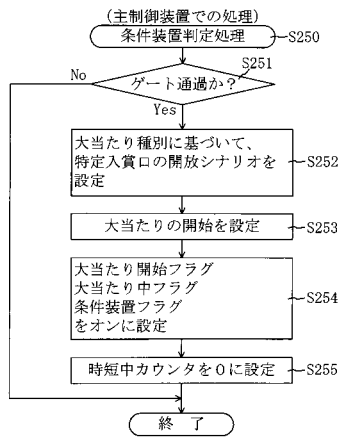 (主制御装置での処理)
条件装置判定処理
S250
S251
No
ゲート通過か?
Yes
大当たり種別に基づいて、
特定入賞口の開放シナリオを
設定
S252
大当たりの開始を設定
S253
大当たり開始フラグ
大当たり中フラグ
条件装置フラグ
をオンに設定
S254
時短中カウンタを0に設定
S255
終 了